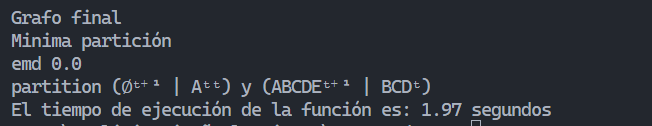 Grafo final
Minima partición
emd 0.0
partition (∅ᵗ⁺¹ | Aᵗᵗ) y (ABCDEᵗ⁺¹ | BCDᵗ)
El tiempo de ejecución de la función es: 1.97 segundos